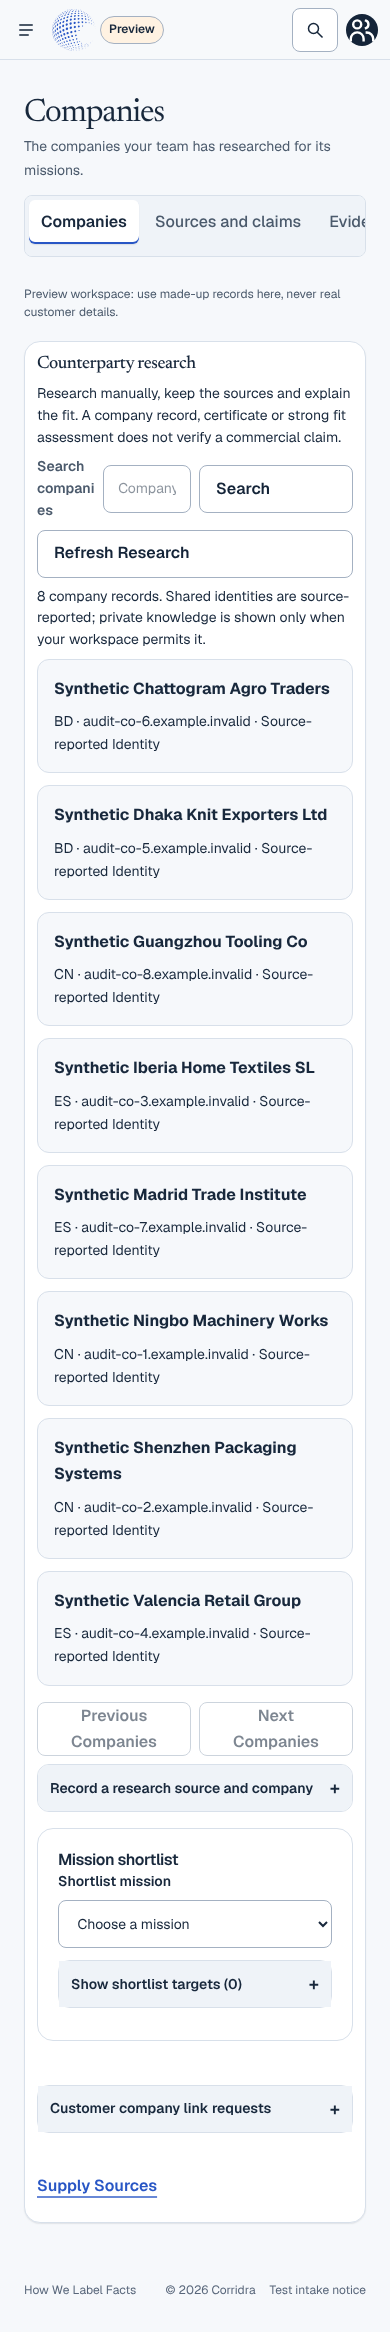 Preview
Companies
The companies your team has researched for its
missions.
Companies
Sources and claims
Evide
Preview workspace: use made-up records here, never real
customer details.
Counterparty research
Research manually, keep the sources and explain
the fit. A company record, certificate or strong fit
assessment does not verify a commercial claim.
Search
compani
es
Company
Search
Refresh Research
8 company records. Shared identities are source-
reported; private knowledge is shown only when
your workspace permits it.
Synthetic Chattogram Agro Traders
BD · audit-co-6.example.invalid · Source-
reported Identity
Synthetic Dhaka Knit Exporters Ltd
BD · audit-co-5.example.invalid · Source-
reported Identity
Synthetic Guangzhou Tooling Co
CN · audit-co-8.example.invalid · Source-
reported Identity
Synthetic Iberia Home Textiles SL
ES · audit-co-3.example.invalid · Source-
reported Identity
Synthetic Madrid Trade Institute
ES · audit-co-7.example.invalid · Source-
reported Identity
Synthetic Ningbo Machinery Works
CN · audit-co-1.example.invalid · Source-
reported Identity
Synthetic Shenzhen Packaging
Systems
CN · audit-co-2.example.invalid · Source-
reported Identity
Synthetic Valencia Retail Group
ES · audit-co-4.example.invalid · Source-
reported Identity
Previous
Companies
Next
Companies
Record a research source and company +
Mission shortlist
Shortlist mission
Choose a mission
Show shortlist targets (0) +
Customer company link requests +
Supply Sources
How We Label Facts
© 2026 Corridra
Test intake notice